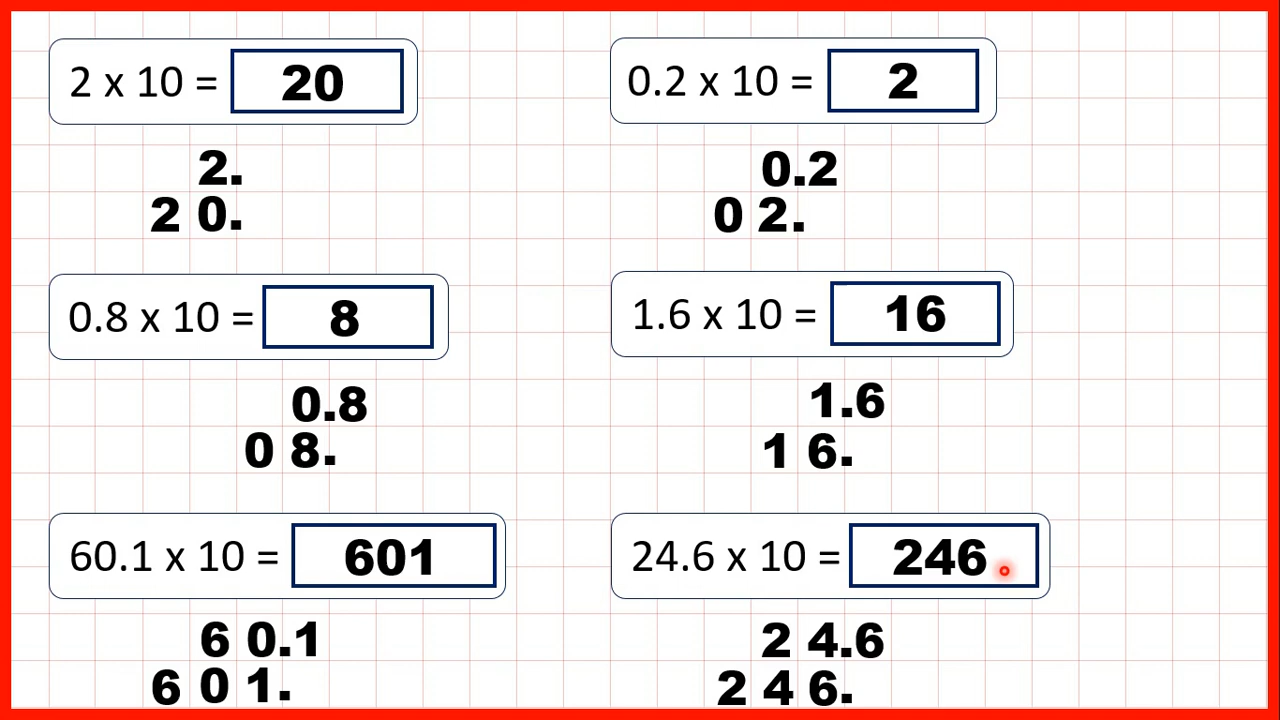 2 x 10 = 20
2.
2 0.
0.2 x 10 = 2
0.2
0 2.
0.8 x 10 = 8
0.8
0 8.
1.6 x 10 = 16
1.6
1 6.
60.1 x 10 = 601
6 0.1
6 0 1.
24.6 x 10 = 246
2 4.6
2 4 6.